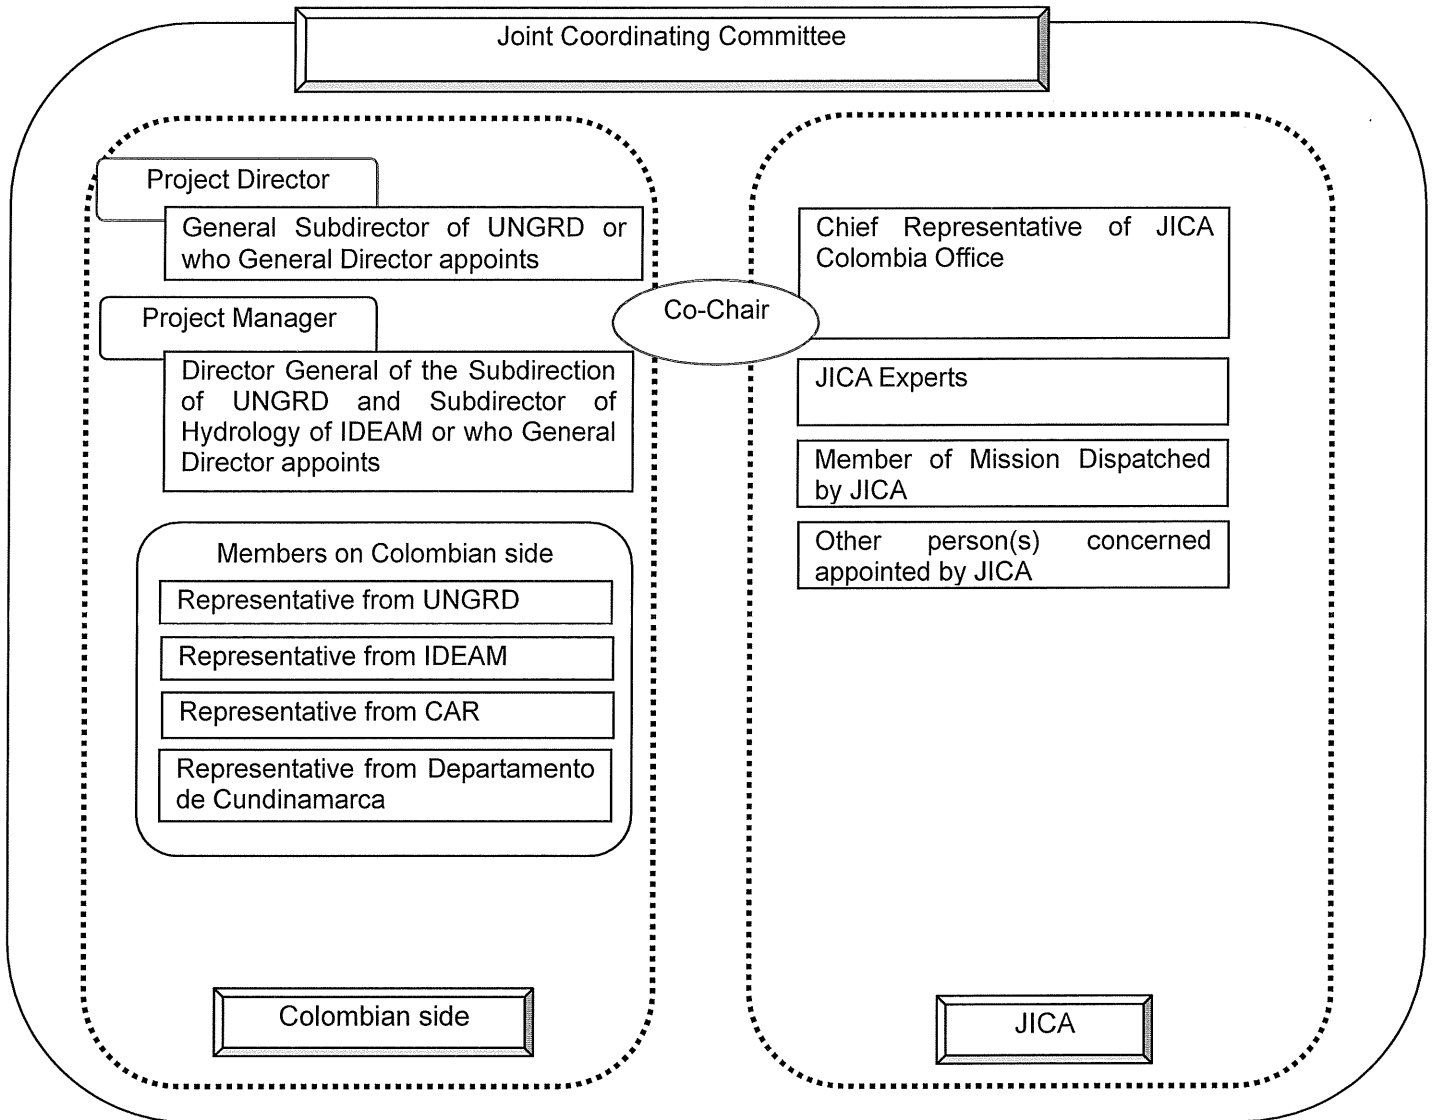 Joint Coordinating Committee
Project Director
General Subdirector of UNGRD or
who General Director appoints
Project Manager
Director General of the Subdirection
of UNGRD and Subdirector of
Hydrology of IDEAM or who General
Director appoints
Members on Colombian side
Representative from UNGRD
Representative from IDEAM
Representative from CAR
Representative from Departamento
de Cundinamarca
Colombian side
Co-Chair
Chief Representative of JICA
Colombia Office
JICA Experts
Member of Mission Dispatched
by JICA
Other person(s) concerned
appointed by JICA
JICA